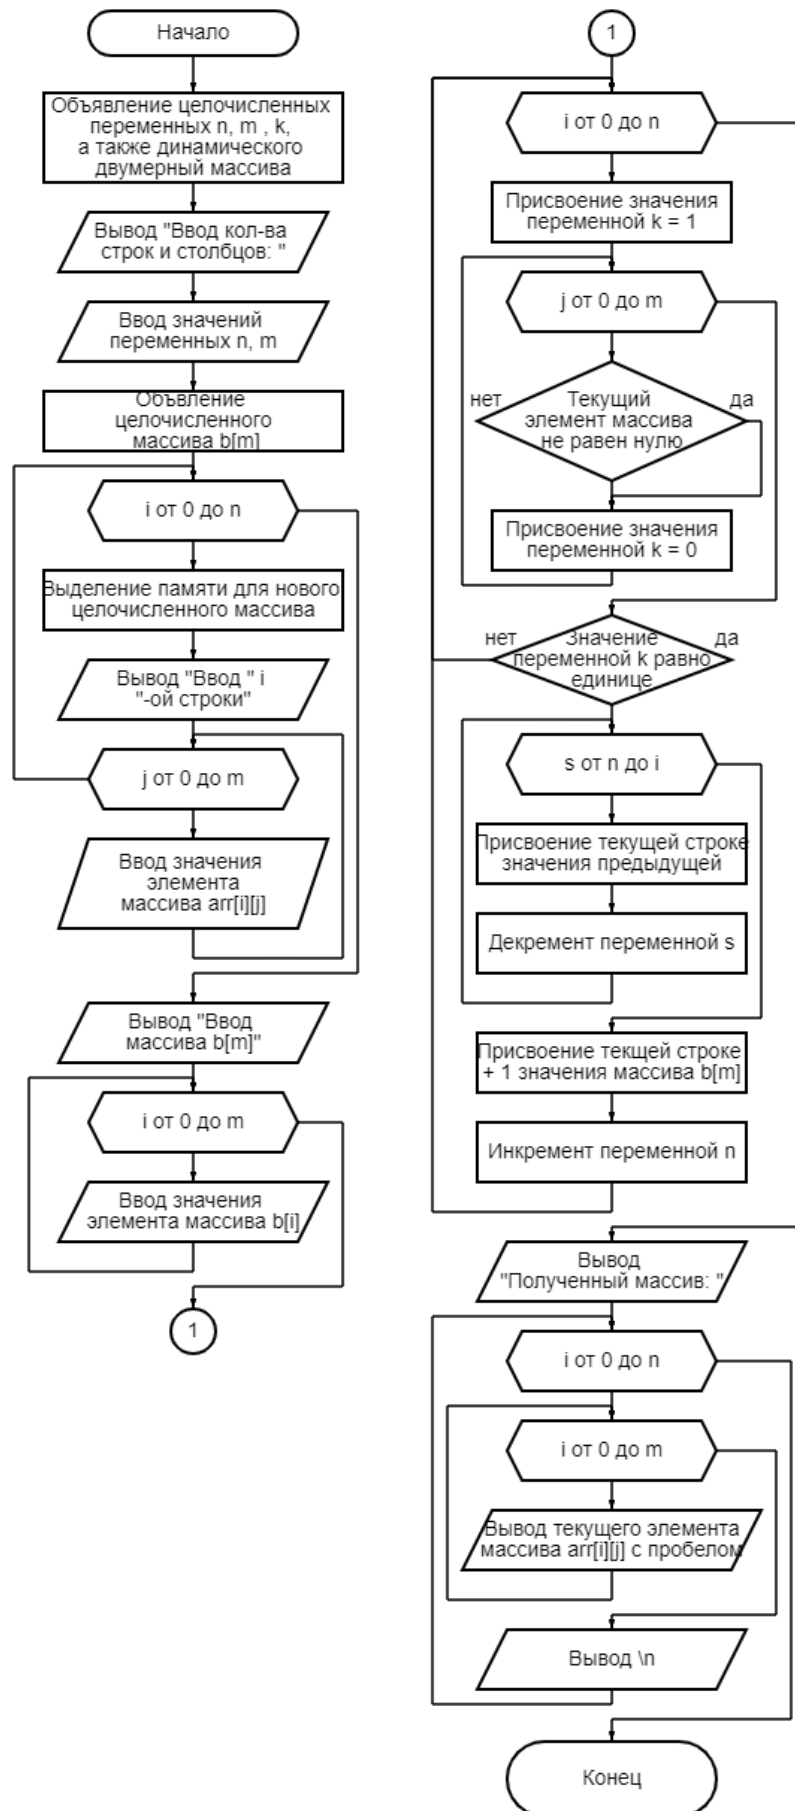 Начало
Объявление целочисленных
переменных n, m , k,
а также динамического
двумерный массива
Вывод "Ввод кол-ва
строк и столбцов: "
Ввод значений
переменных n, m
Объвление
целочисленного
массива b[m]
i от 0 до n
Выделение памяти для нового
целочисленного массива
Вывод "Ввод " i
"-ой строки"
j от 0 до m
Ввод значения
элемента
массива arr[i][j]
Вывод "Ввод
массива b[m]"
i от 0 до m
Ввод значения
элемента массива b[i]
1
1
i от 0 до n
Присвоение значения
переменной k = 1
j от 0 до m
нет
Текущий
элемент массива
не равен нулю
да
Присвоение значения
переменной k = 0
нет
Значение
переменной k равно
единице
да
s от n до i
Присвоение текущей строке
значения предыдущей
Декремент переменной s
Присвоение текщей строке
+ 1 значения массива b[m]
Инкремент переменной n
Вывод
"Полученный массив: "
i от 0 до n
i от 0 до m
Вывод текущего элемента
массива arr[i][j] с пробелом
Вывод \n
Конец